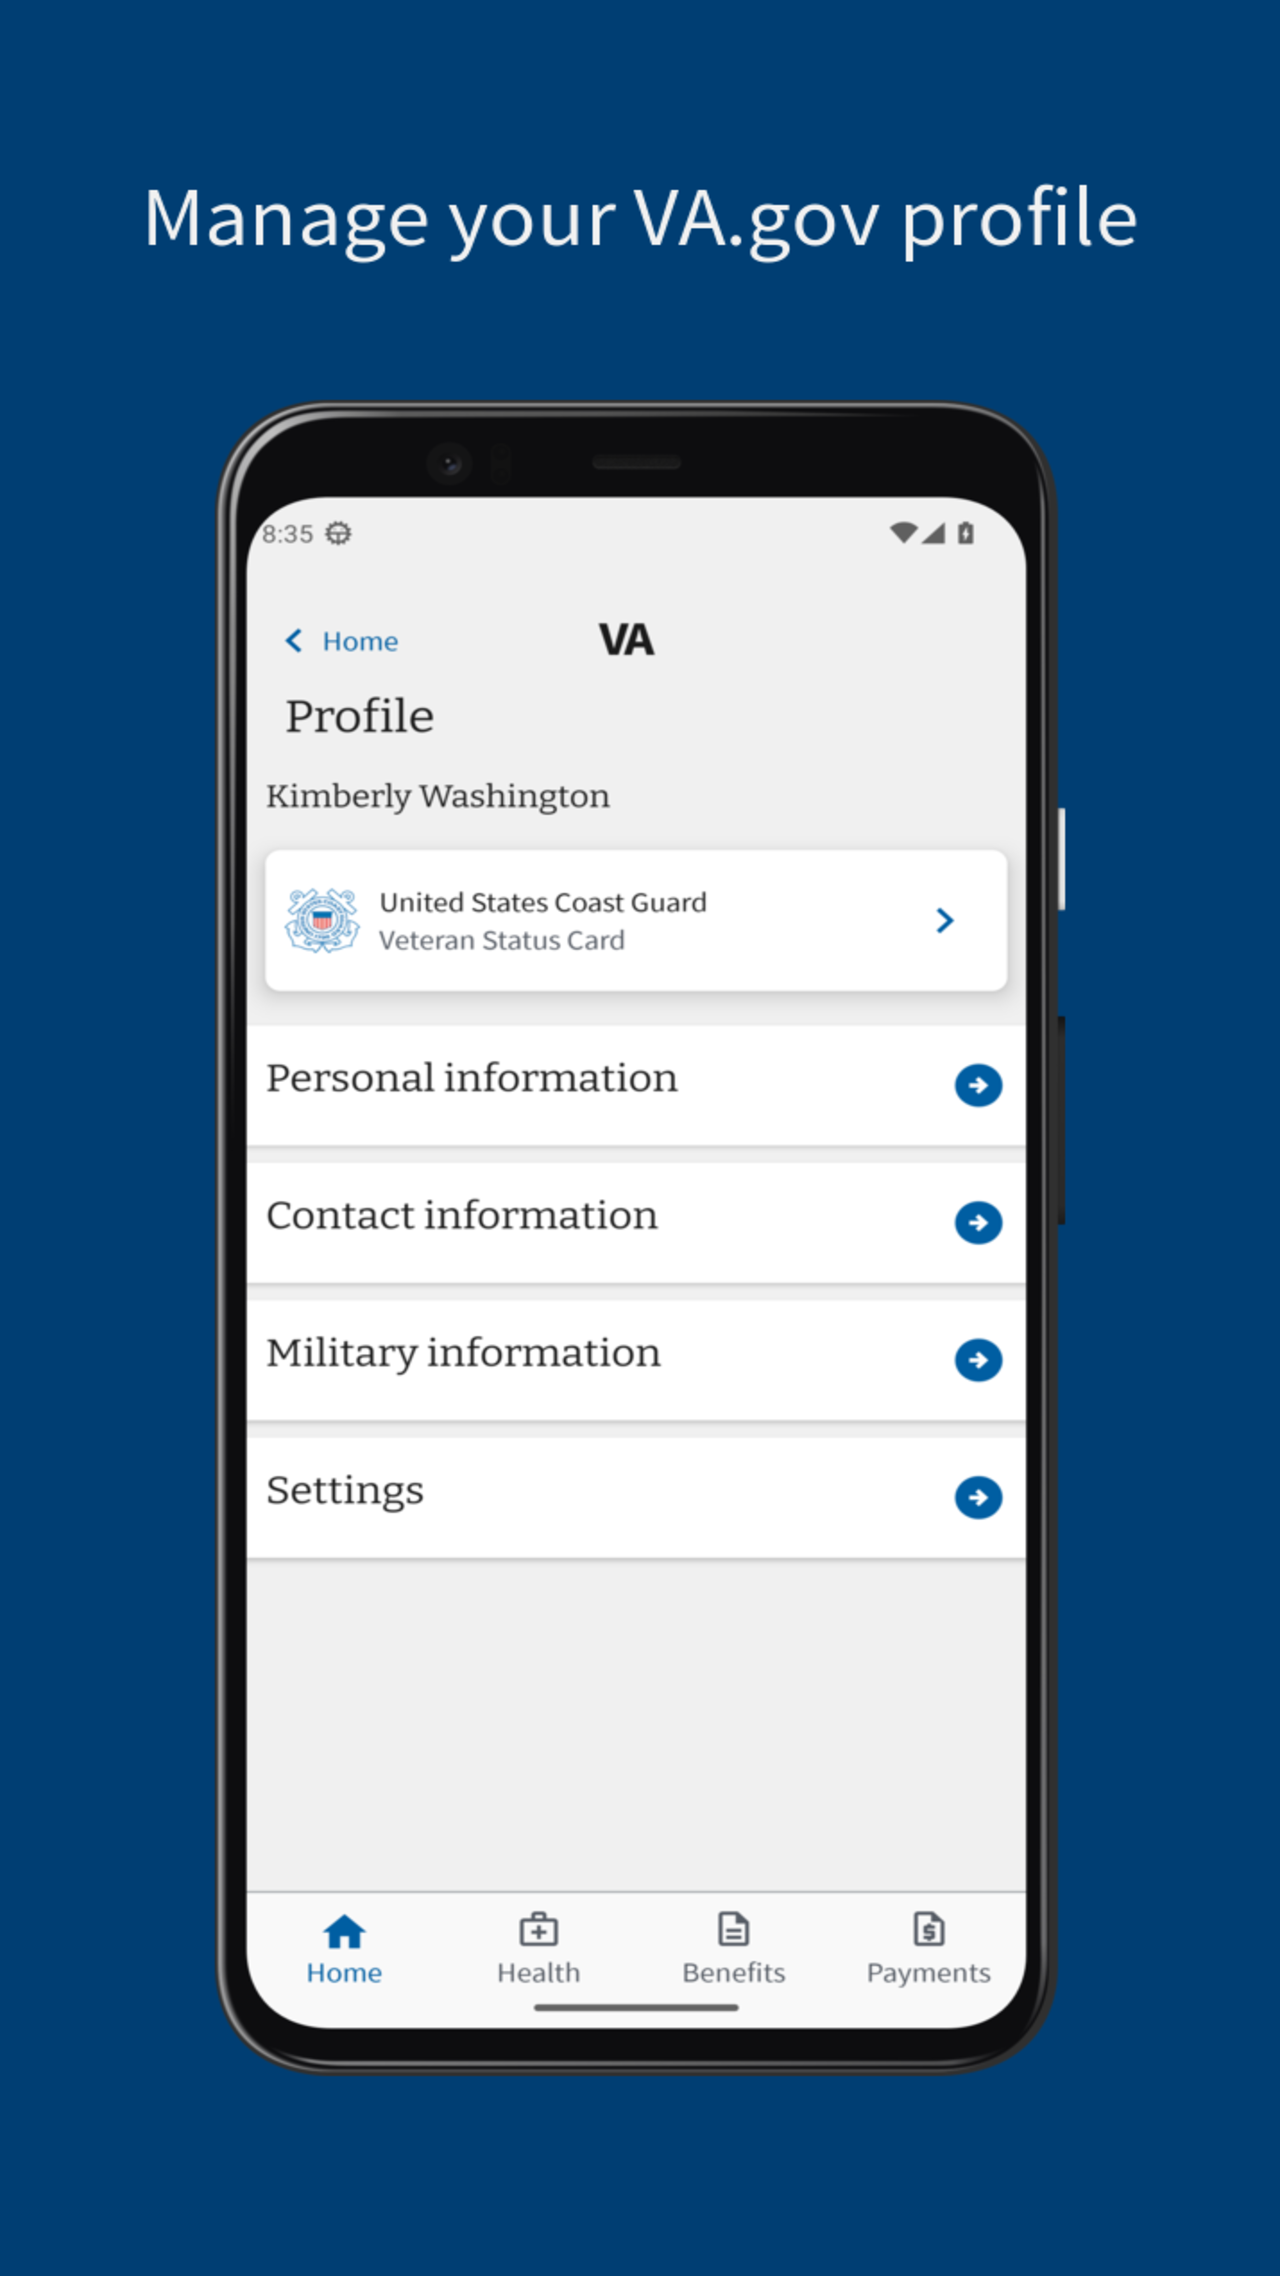 Manage your VA.gov profile
8:35
Home
VA
Profile
Kimberly Washington
United States Coast Guard
Veteran Status Card
Personal information
Contact information
Military information
Settings
Home
Health
Benefits
Payments